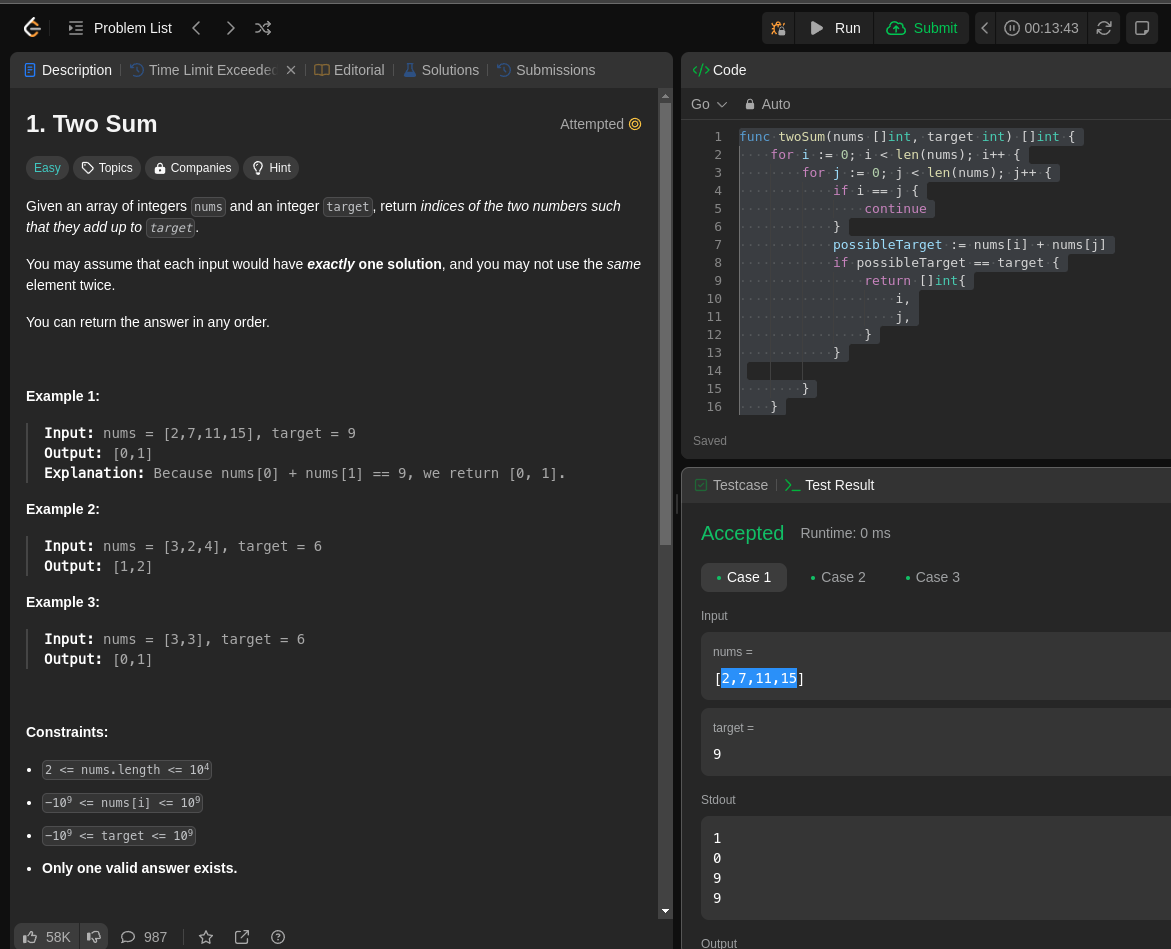 Problem List
Run
Submit
00:13:43
Description
Time Limit Exceeded
Editorial
Solutions
Submissions
1. Two Sum
Attempted
Easy
Topics
Companies
Hint
Given an array of integers nums and an integer target, return indices of the two numbers such
that they add up to target.
You may assume that each input would have exactly one solution, and you may not use the same
element twice.
You can return the answer in any order.
Example 1:
Input: nums = [2,7,11,15], target = 9
Output: [0,1]
Explanation: Because nums[0] + nums[1] == 9, we return [0, 1].
Example 2:
Input: nums = [3,2,4], target = 6
Output: [1,2]
Example 3:
Input: nums = [3,3], target = 6
Output: [0,1]
Constraints:
2 <= nums.length <= 10⁴
−10⁹ <= nums[i] <= 10⁹
−10⁹ <= target <= 10⁹
Only one valid answer exists.
58K
987
</> Code
Go
Auto
1 func twoSum(nums []int, target int) []int {
2     for i := 0; i < len(nums); i++ {
3         for j := 0; j < len(nums); j++ {
4             if i == j {
5                 continue
6             }
7             possibleTarget := nums[i] + nums[j]
8             if possibleTarget == target {
9                 return []int{
10                     i,
11                     j,
12                 }
13             }
14
15         }
16     }
Saved
Testcase
Test Result
Accepted
Runtime: 0 ms
Case 1
Case 2
Case 3
Input
nums =
[2,7,11,15]
target =
9
Stdout
1
0
9
9
Output